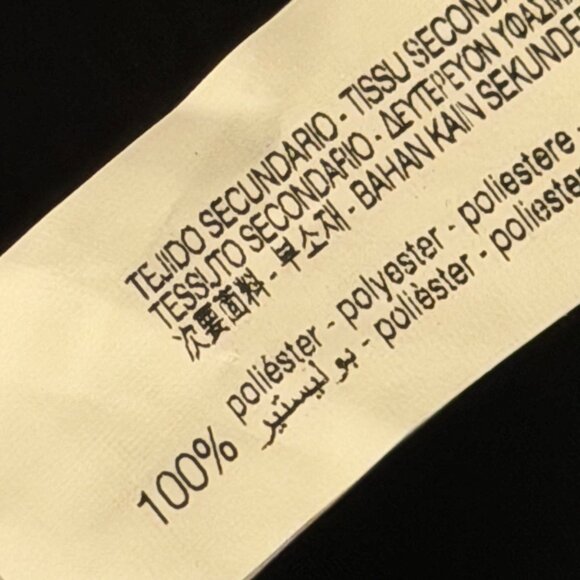 TEJIDO SECUNDARIO - TISSU SECOND
TESSUTO SECONDARIO - ΔΕΥΤΕΡΕΥΟΝ ΥΦΑΣΜ
次要面料 - 부소재 - BAHAN KAIN SEKUNDE
100% poliéster - polyester - poliestere
بوليستير - polièster - poliéster